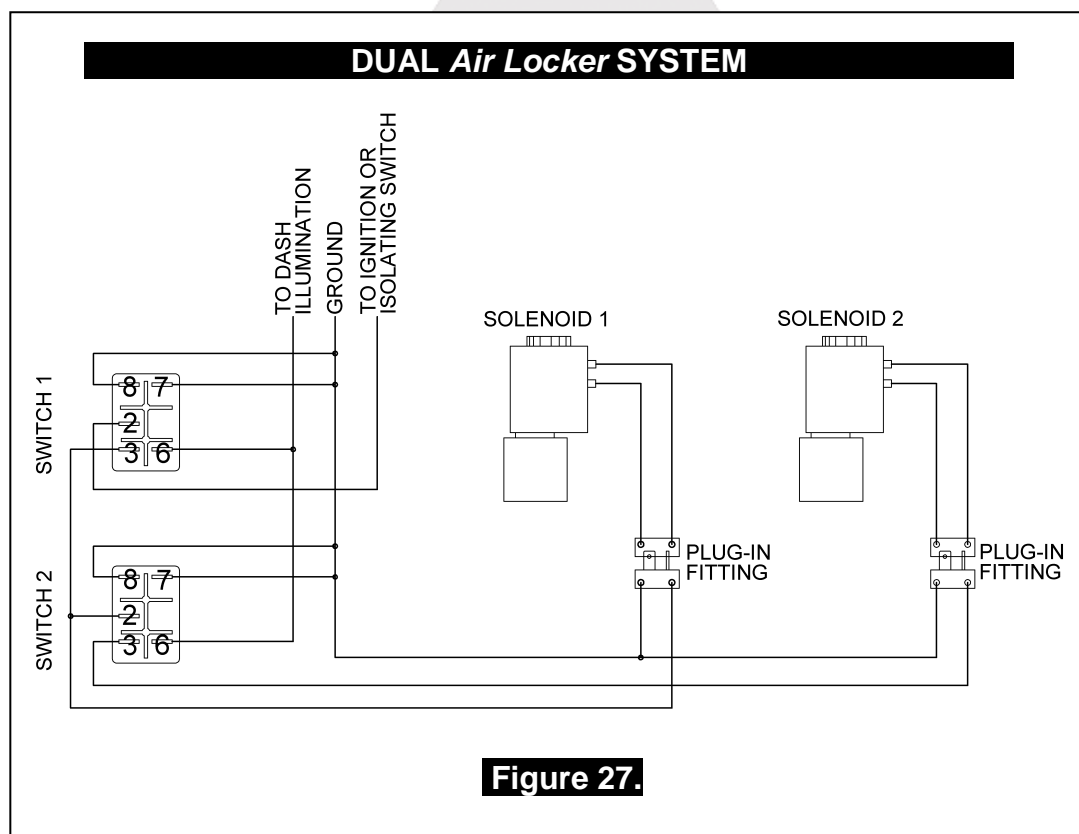 DUAL Air Locker SYSTEM
TO DASH
ILLUMINATION
GROUND
TO IGNITION OR
ISOLATING SWITCH
SOLENOID 1
SOLENOID 2
SWITCH 1
8 7
2
3 6
PLUG-IN
FITTING
PLUG-IN
FITTING
SWITCH 2
8 7
2
3 6
Figure 27.